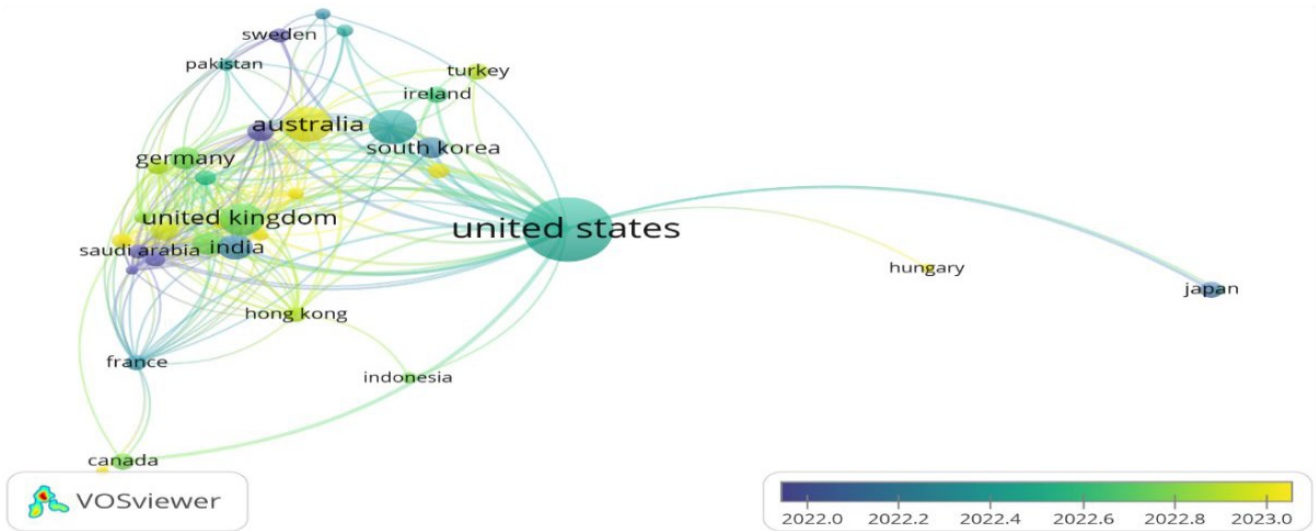 sweden
pakistan
turkey
ireland
australia
south korea
germany
united kingdom
united states
saudi arabia
india
hungary
japan
hong kong
france
indonesia
canada
VOSviewer
2022.0 2022.2 2022.4 2022.6 2022.8 2023.0